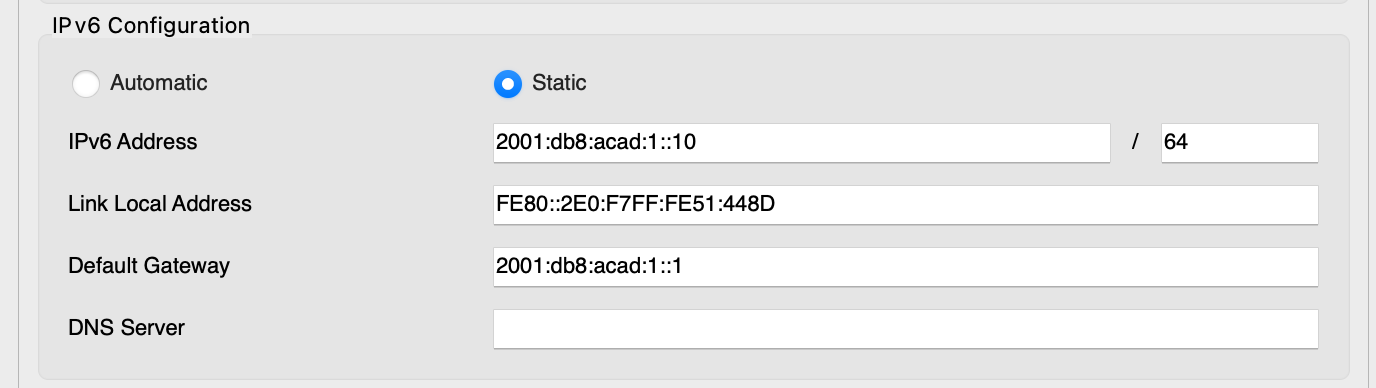 IPv6 Configuration
Automatic Static
IPv6 Address 2001:db8:acad:1::10 / 64
Link Local Address FE80::2E0:F7FF:FE51:448D
Default Gateway 2001:db8:acad:1::1
DNS Server